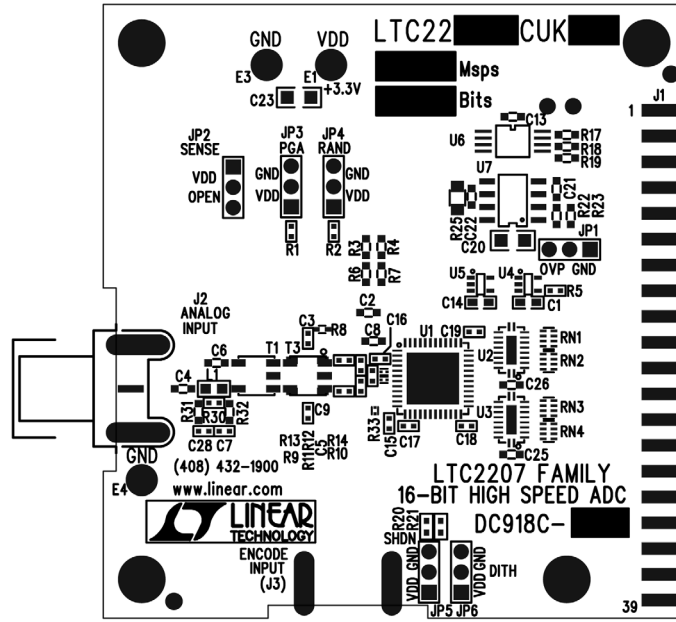 LTC22 CUK
GND VDD
E3 E1
+3.3V
C23
Msps
Bits
J1
1
C13
U6
R17
R18
R19
JP2
SENSE
VDD
OPEN
JP3
PGA
GND
VDD
R1
JP4
RAND
GND
VDD
R2
U7
C21
R22
R23
R25
C22
C20
JP1
OVP GND
R3 R4
R6 R7
U5 U4
R5
C14 C1
J2
ANALOG
INPUT
C2
C16
C3 R8
C8
U1 C19
RN1
U2
RN2
C6 T1 T3
C4 L1
C26
R31 R30 R32
C9
RN3
U3
RN4
C28 C7
R33
C15
C17 C18
C25
R13 R12 R14
R9 R11 C5 R10
GND
E4
(408) 432-1900
www.linear.com
LTC2207 FAMILY
16-BIT HIGH SPEED ADC
DC918C-
LINEAR
TECHNOLOGY
ENCODE
INPUT
(J3)
R20
R21
SHDN
VDD GND
JP5
VDD GND
JP6
DITH
39